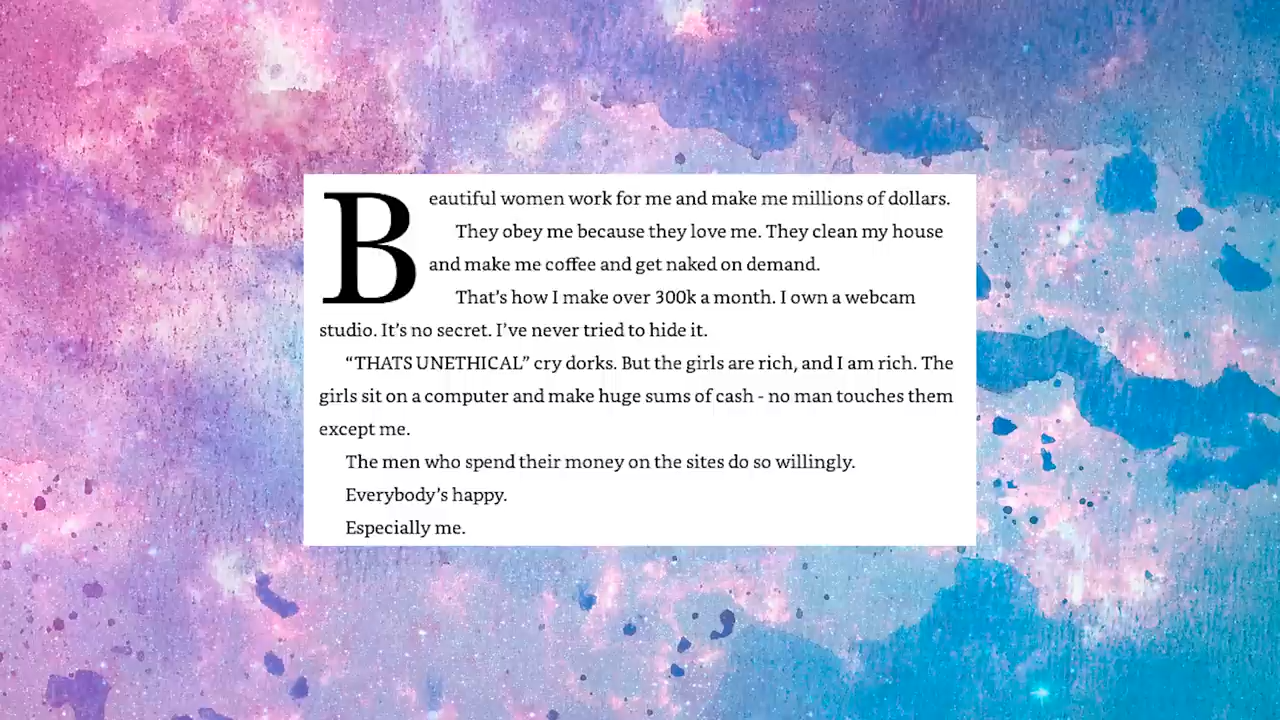 Beautiful women work for me and make me millions of dollars.
They obey me because they love me. They clean my house
and make me coffee and get naked on demand.
That's how I make over 300k a month. I own a webcam
studio. It's no secret. I've never tried to hide it.
“THATS UNETHICAL” cry dorks. But the girls are rich, and I am rich. The
girls sit on a computer and make huge sums of cash - no man touches them
except me.
The men who spend their money on the sites do so willingly.
Everybody's happy.
Especially me.